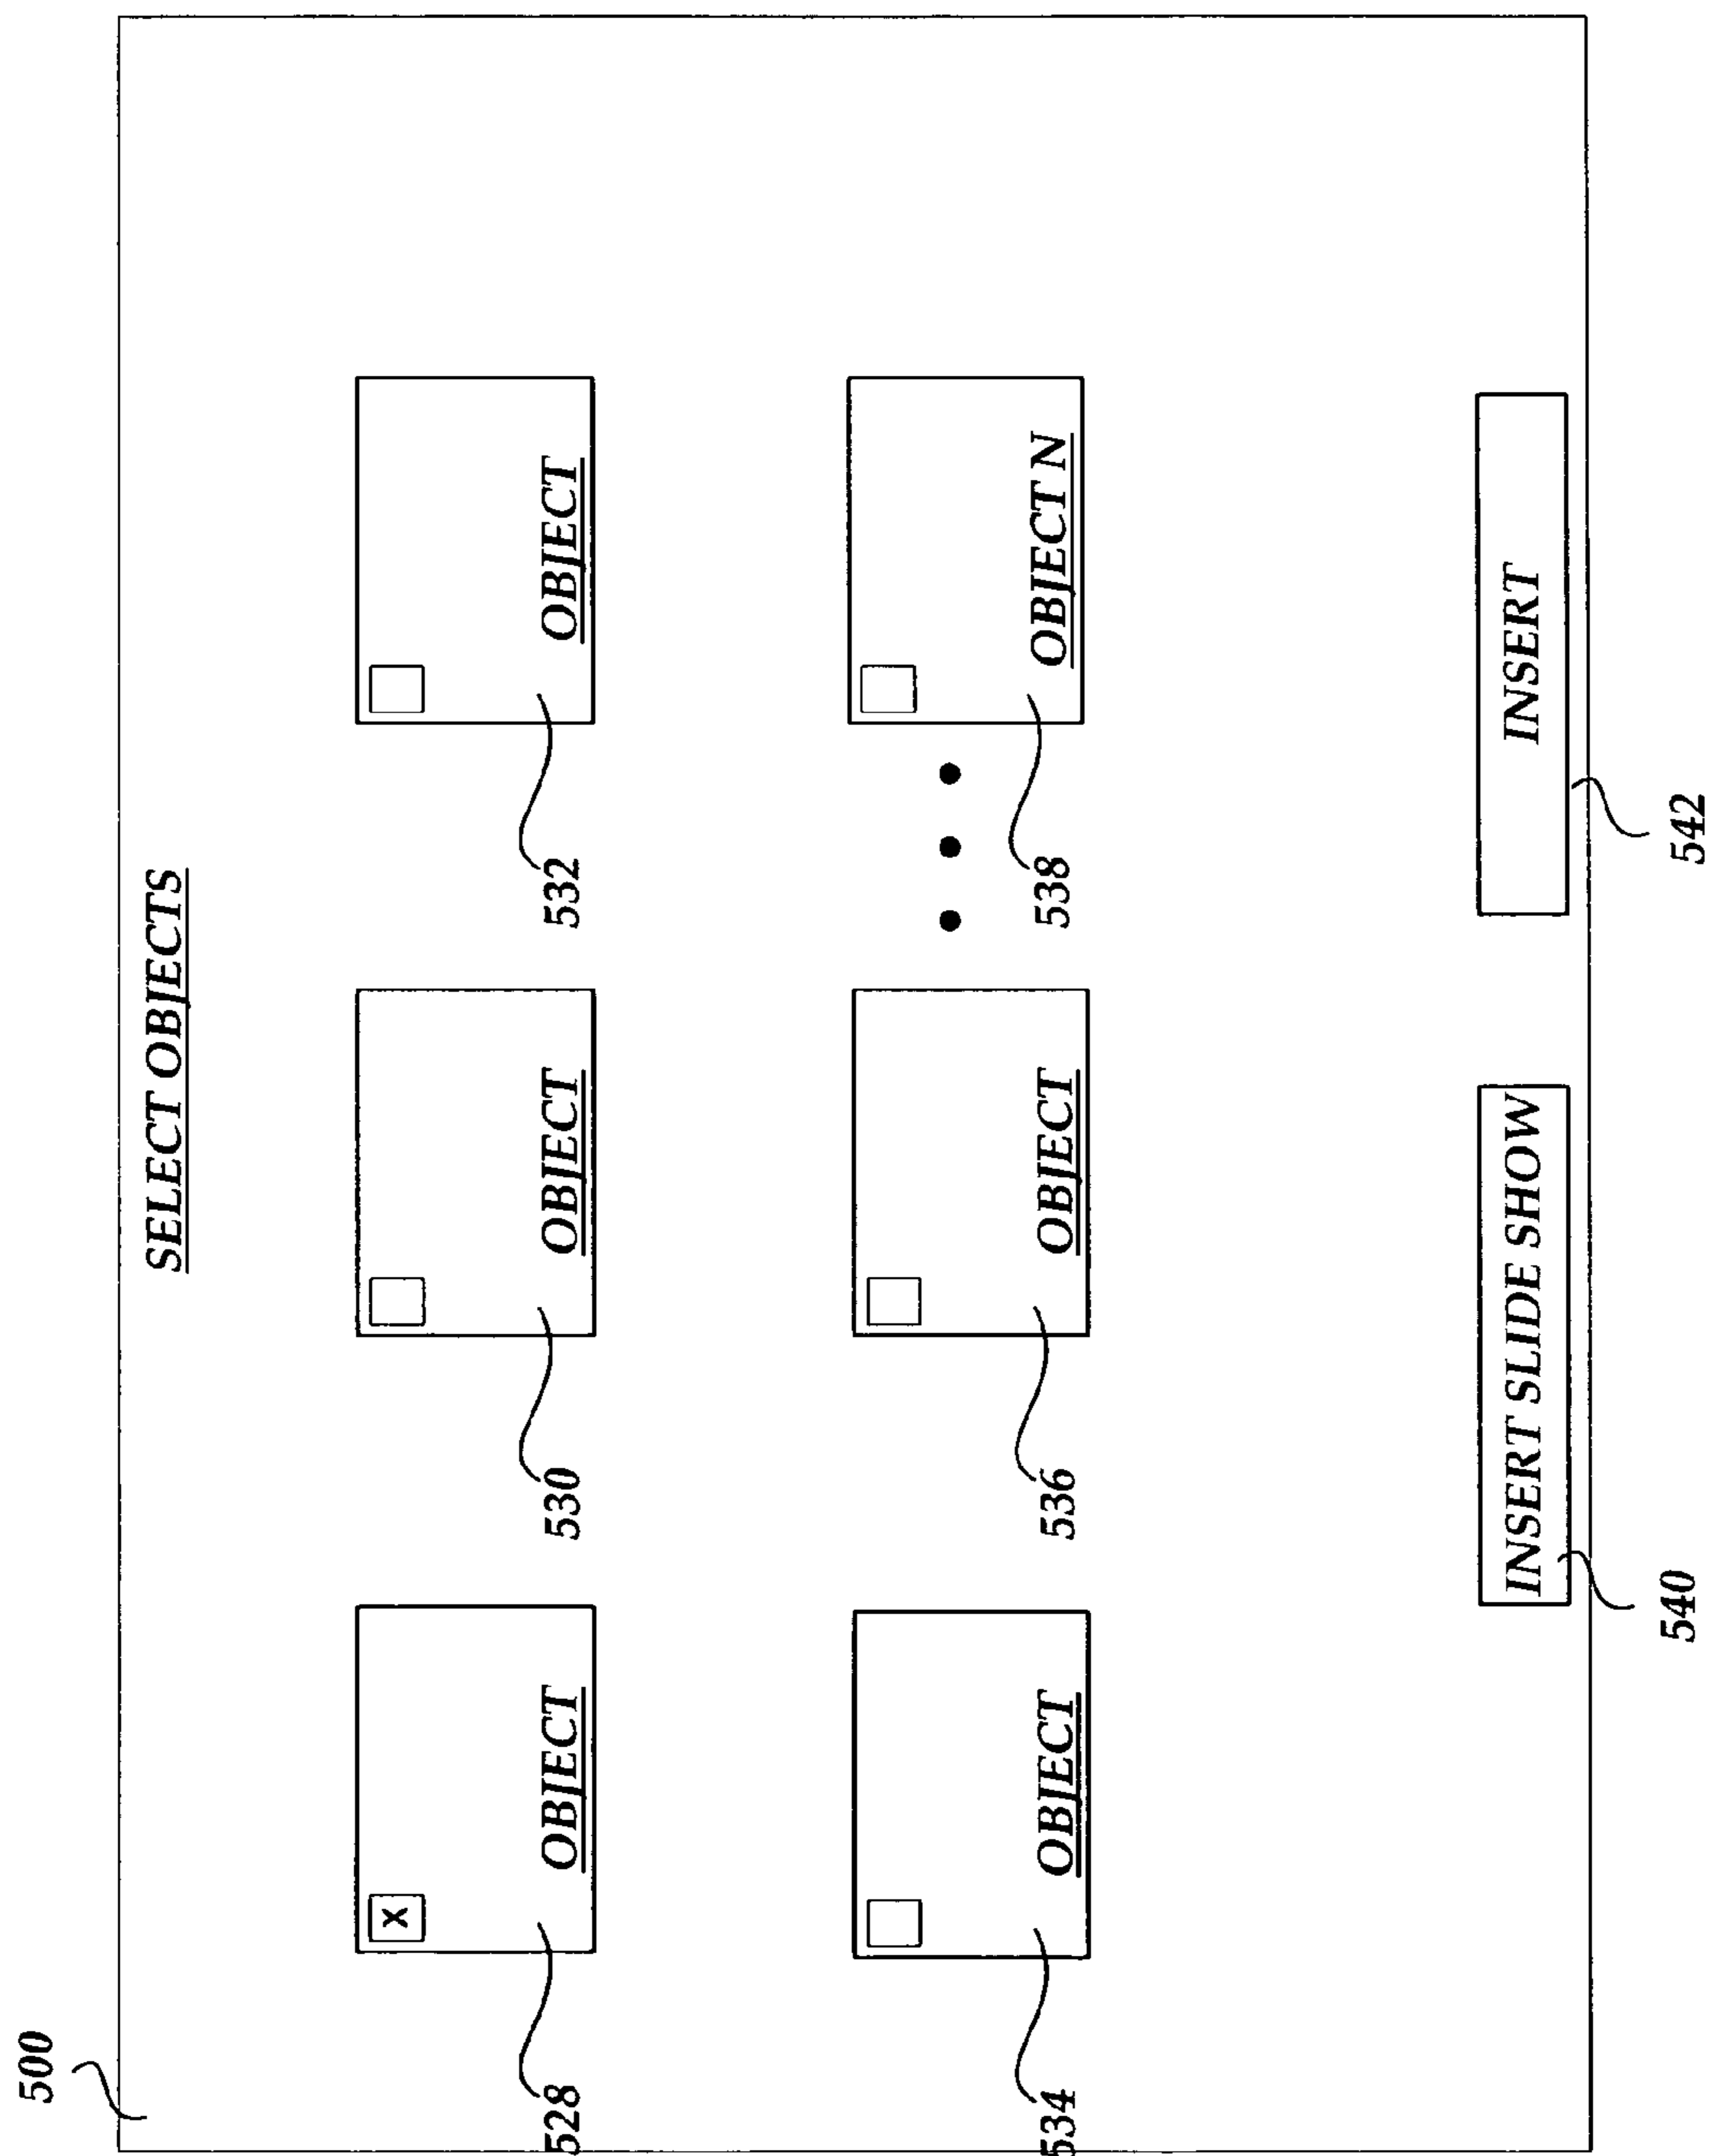 500
SELECT OBJECTS
X
OBJECT
OBJECT
OBJECT
528
530
532
OBJECT
OBJECT
OBJECT N
534
536
538
INSERT SLIDE SHOW
INSERT
540
542